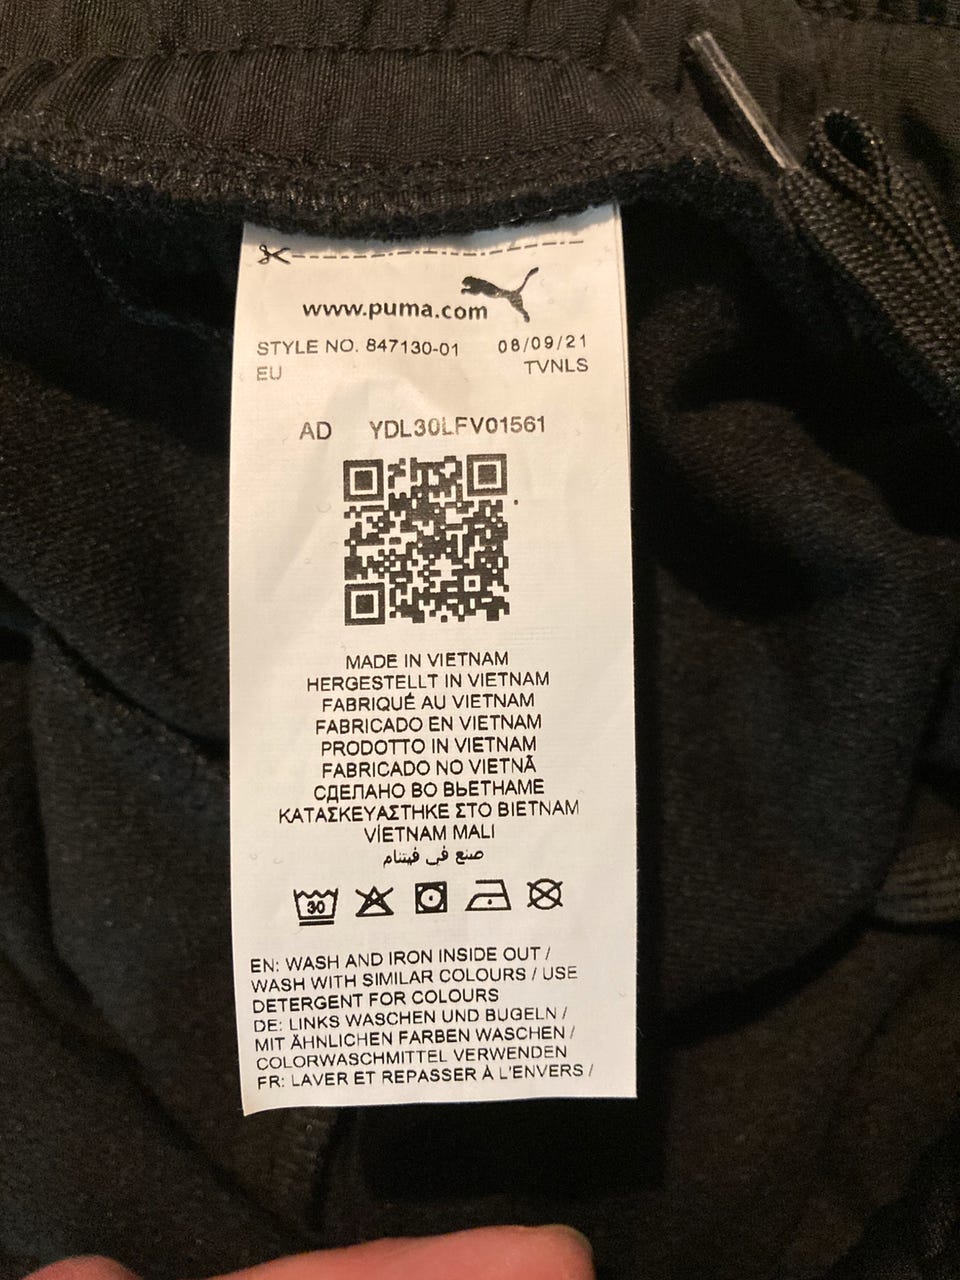 www.puma.com
STYLE NO. 847130-01 08/09/21
EU TVNLS
AD YDL30LFV01561
MADE IN VIETNAM
HERGESTELLT IN VIETNAM
FABRIQUÉ AU VIETNAM
FABRICADO EN VIETNAM
PRODOTTO IN VIETNAM
FABRICADO NO VIETNÃ
СДЕЛАНО ВО ВЬЕТНАМЕ
ΚΑΤΑΣΚΕΥΑΣΤΗΚΕ ΣΤΟ ΒΙΕΤΝΑΜ
VİETNAM MALI
صنع في فيتنام
30
EN: WASH AND IRON INSIDE OUT /
WASH WITH SIMILAR COLOURS / USE
DETERGENT FOR COLOURS
DE: LINKS WASCHEN UND BÜGELN /
MIT ÄHNLICHEN FARBEN WASCHEN /
COLORWASCHMITTEL VERWENDEN
FR: LAVER ET REPASSER À L'ENVERS /